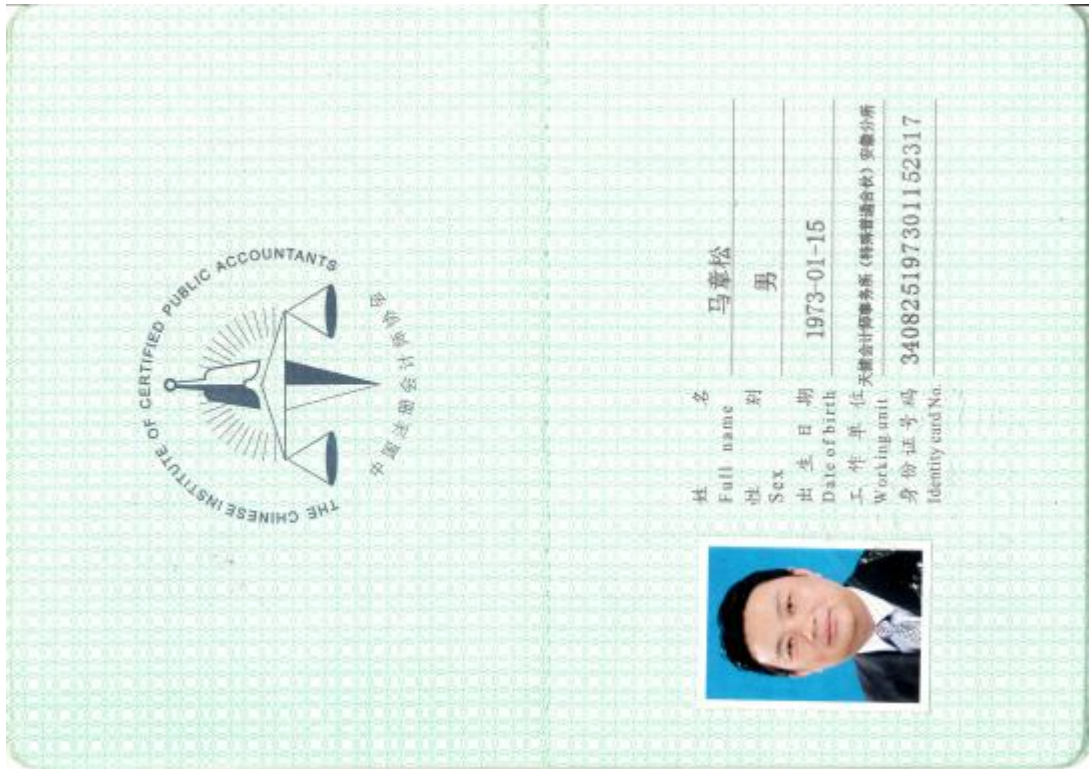 THE CHINESE INSTITUTE OF CERTIFIED PUBLIC ACCOUNTANTS
中国注册会计师协会
姓 名 马章松
Full name
性 别 男
Sex
出 生 日 期 1973-01-15
Date of birth
工 作 单 位 天健会计师事务所（特殊普通合伙）安徽分所
Working unit
身 份 证 号 码 340825197301152317
Identity card No.